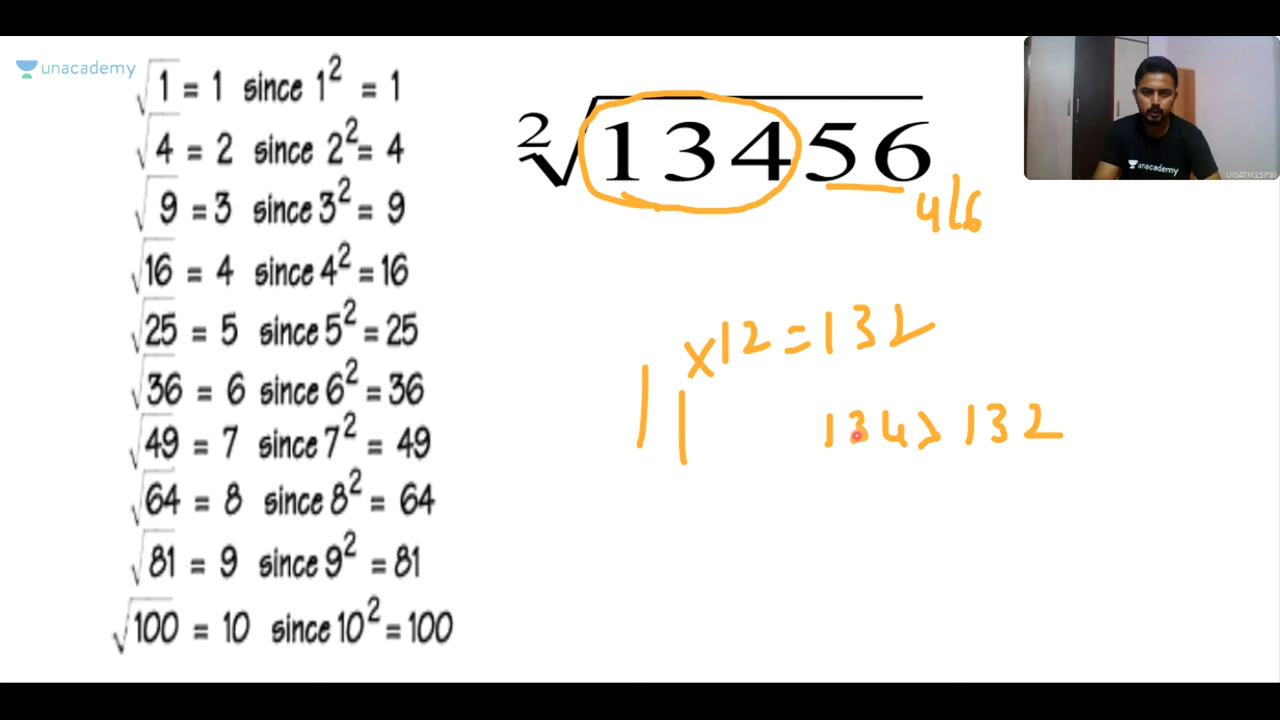 unacademy
√1 = 1 since 1² = 1
√4 = 2 since 2² = 4
√9 = 3 since 3² = 9
√16 = 4 since 4² = 16
√25 = 5 since 5² = 25
√36 = 6 since 6² = 36
√49 = 7 since 7² = 49
√64 = 8 since 8² = 64
√81 = 9 since 9² = 81
√100 = 10 since 10² = 100
²√13456
4/6
11 × 12 = 132
134 > 132
unacademy